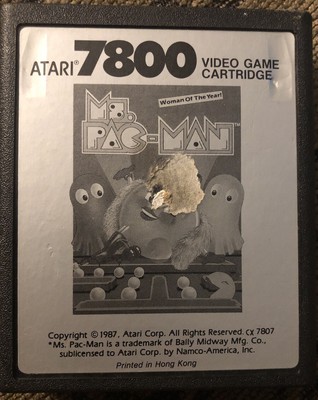 ATARI® 7800 VIDEO GAME CARTRIDGE
Woman Of The Year!
MS. PAC-MAN™
Copyright © 1987, Atari Corp. All Rights Reserved. CX 7807
*Ms. Pac-Man is a trademark of Bally Midway Mfg. Co.,
sublicensed to Atari Corp. by Namco-America, Inc.
Printed in Hong Kong